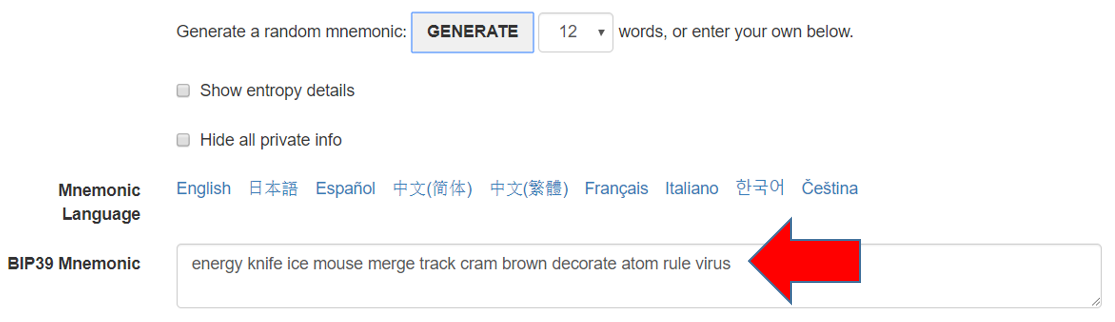 Generate a random mnemonic: GENERATE 12 words, or enter your own below.
Show entropy details
Hide all private info
Mnemonic Language English 日本語 Español 中文(简体) 中文(繁體) Français Italiano 한국어 Čeština
BIP39 Mnemonic energy knife ice mouse merge track cram brown decorate atom rule virus